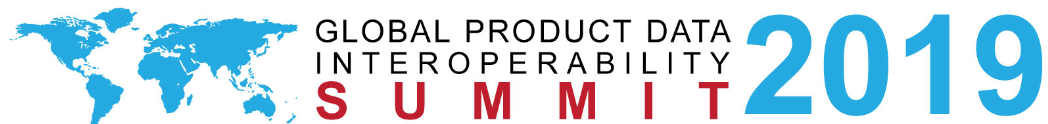 GLOBAL PRODUCT DATA
INTEROPERABILITY
SUMMIT
2019